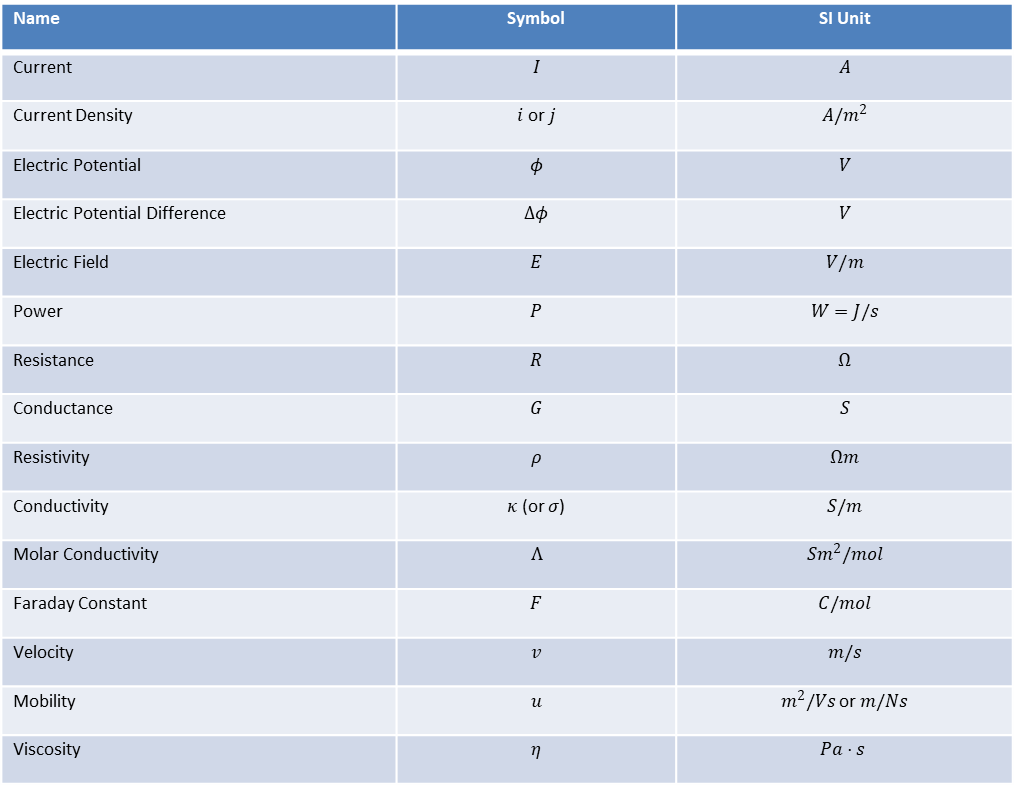 Name Symbol SI Unit
Current I A
Current Density i or j A/m²
Electric Potential ϕ V
Electric Potential Difference Δϕ V
Electric Field E V/m
Power P W = J/s
Resistance R Ω
Conductance G S
Resistivity ρ Ωm
Conductivity κ (or σ) S/m
Molar Conductivity Λ Sm²/mol
Faraday Constant F C/mol
Velocity v m/s
Mobility u m²/Vs or m/Ns
Viscosity η Pa · s